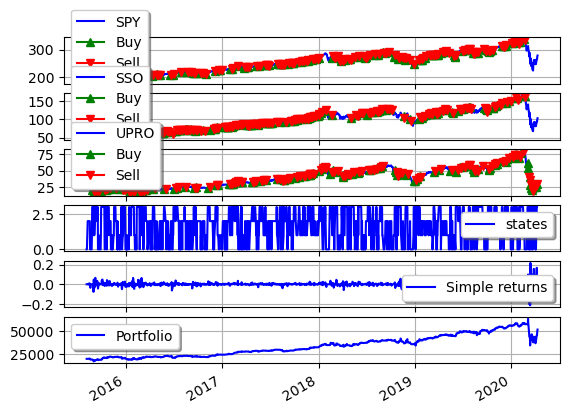 SPY
Buy
Sell
300
200
SSO
Buy
Sell
150
100
50
UPRO
Buy
Sell
75
50
25
states
2.5
0.0
Simple returns
0.2
0.0
−0.2
Portfolio
50000
25000
2016 2017 2018 2019 2020